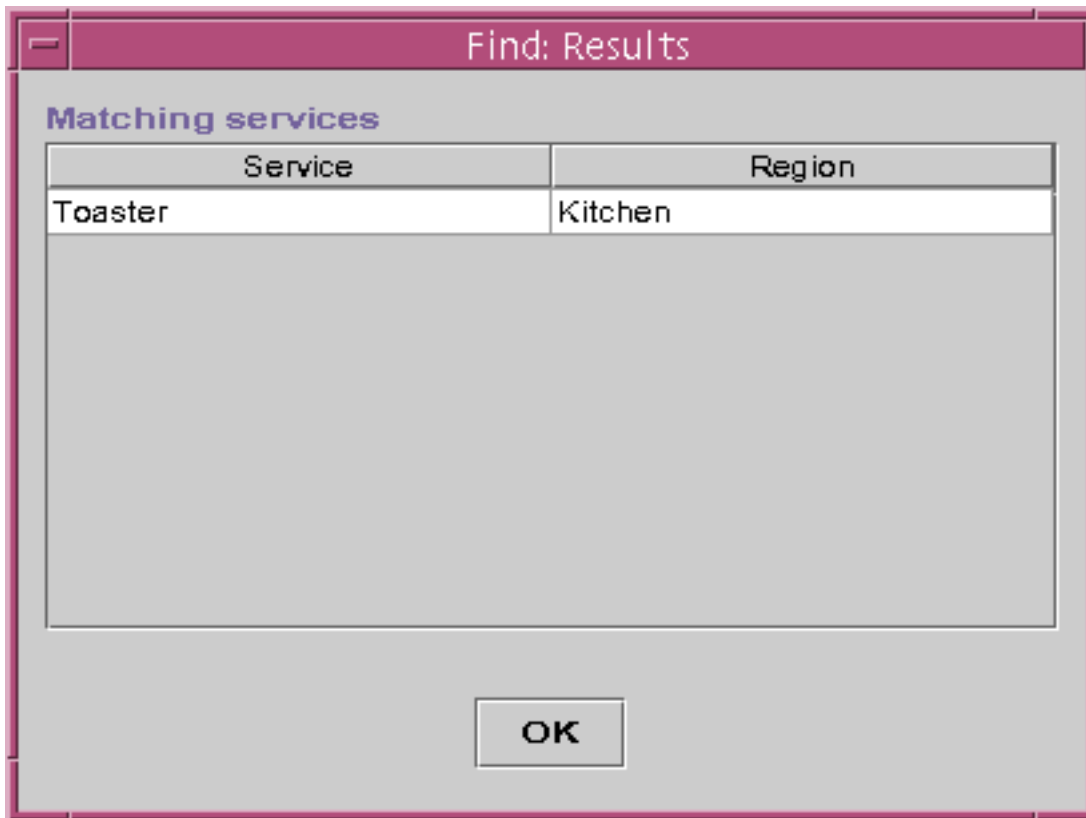 Find: Results
Matching services
Service Region
Toaster Kitchen
OK